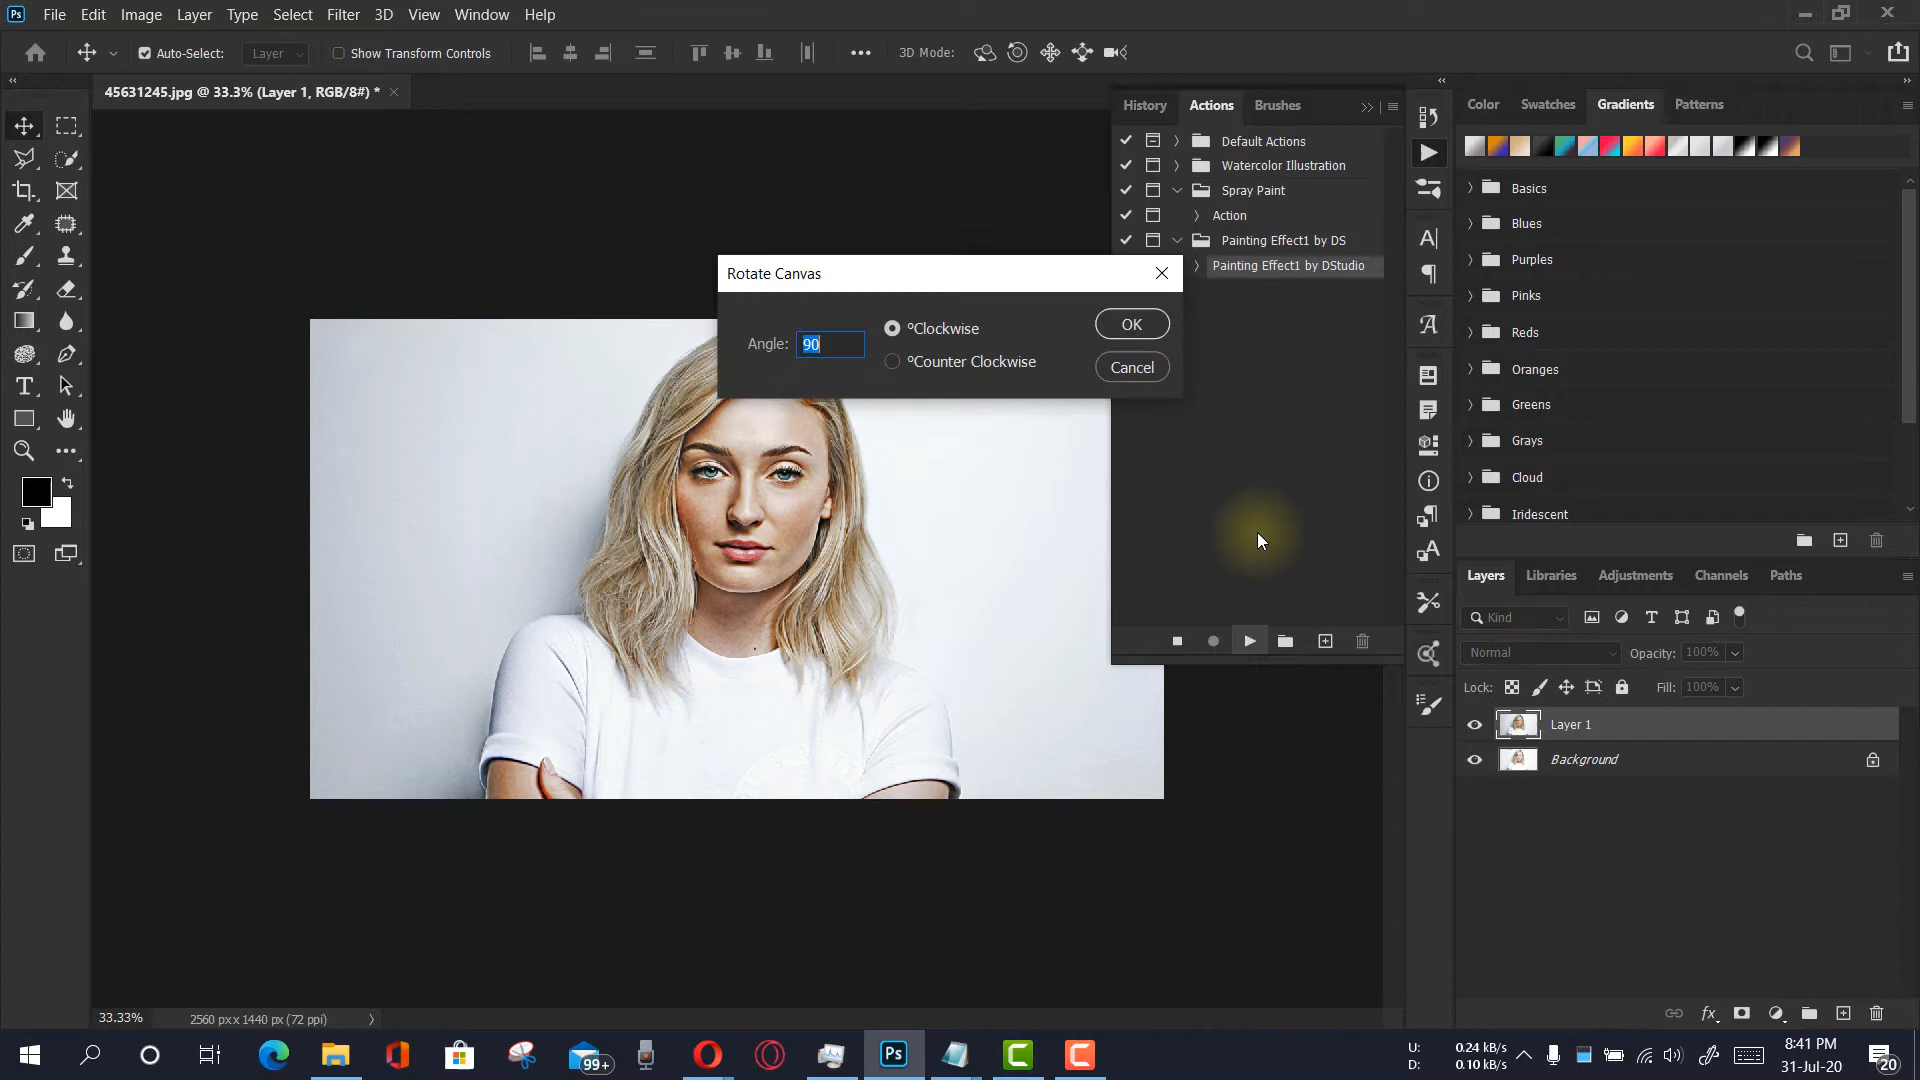 Ps File Edit Image Layer Type Select Filter 3D View Window Help
Auto-Select: Layer Show Transform Controls 3D Mode:
45631245.jpg @ 33.3% (Layer 1, RGB/8#) *
History Actions Brushes
Default Actions
Watercolor Illustration
Spray Paint
Action
Painting Effect1 by DS
Painting Effect1 by DStudio
Rotate Canvas
Angle: 90
°Clockwise
°Counter Clockwise
OK
Cancel
Color Swatches Gradients Patterns
Basics
Blues
Purples
Pinks
Reds
Oranges
Greens
Grays
Cloud
Iridescent
Layers Libraries Adjustments Channels Paths
Kind
Normal Opacity: 100%
Lock: Fill: 100%
Layer 1
Background
33.33% 2560 px x 1440 px (72 ppi)
99+
Ps
U: 0.24 kB/s
D: 0.10 kB/s
8:41 PM
31-Jul-20
20